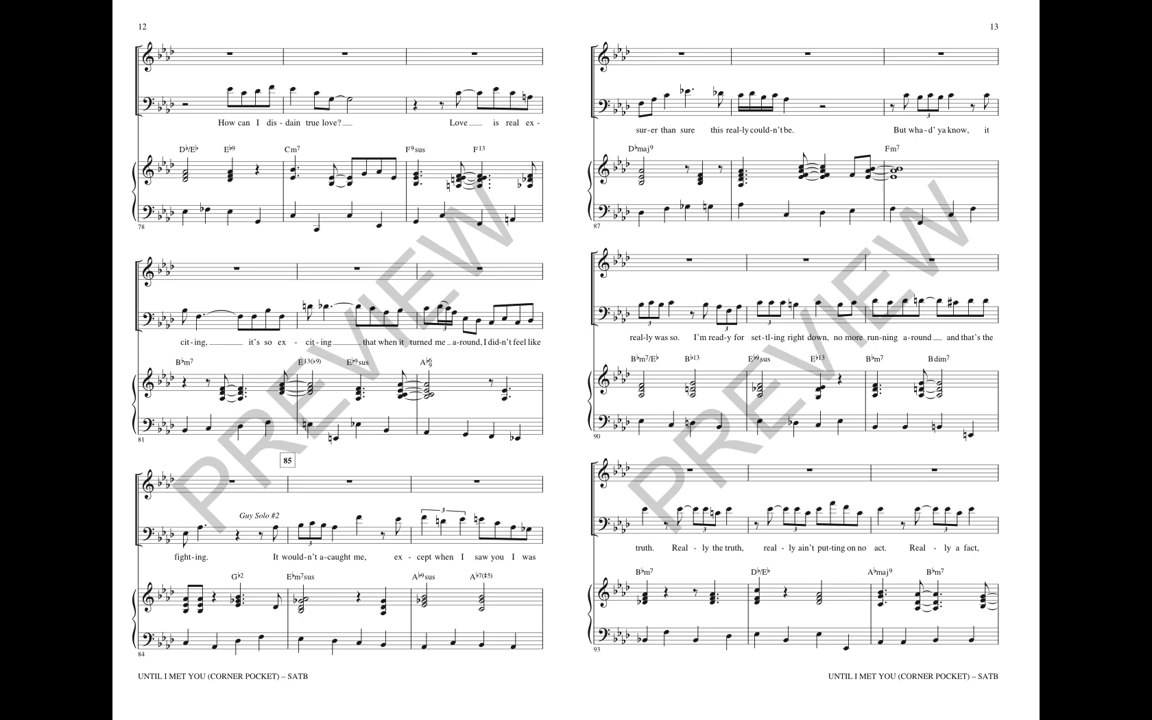 12
How can I dis - dain true love?
Love is real ex -
D♭/E♭ E♭9 Cm7 F9sus F13
78
cit - ing, it's so ex - cit - ing that when it turned me a-round, I did-n't feel like
B♭m7 E13(♭9) E♭9sus A♭6/9
81
85
Guy Solo #2
fight-ing. It would-n't a-caught me, ex - cept when I saw you I was
G♭2 E♭m7sus A♭9sus A♭7(♯5)
84
UNTIL I MET YOU (CORNER POCKET) – SATB
13
sur-er than sure this real-ly could-n't be. But wha-d' ya know, it
D♭maj9 Fm7
87
real-ly was so. I'm read-y for set-tling right down, no more run-ning a-round and that's the
B♭m7/E♭ B♭13 E♭9sus E♭13 B♭m7 Bdim7
90
truth. Real - ly the truth, real - ly ain't put-ting on no act. Real - ly a fact,
B♭m7 D♭/E♭ A♭maj9 B♭m7
93
UNTIL I MET YOU (CORNER POCKET) – SATB
PREVIEW
PREVIEW